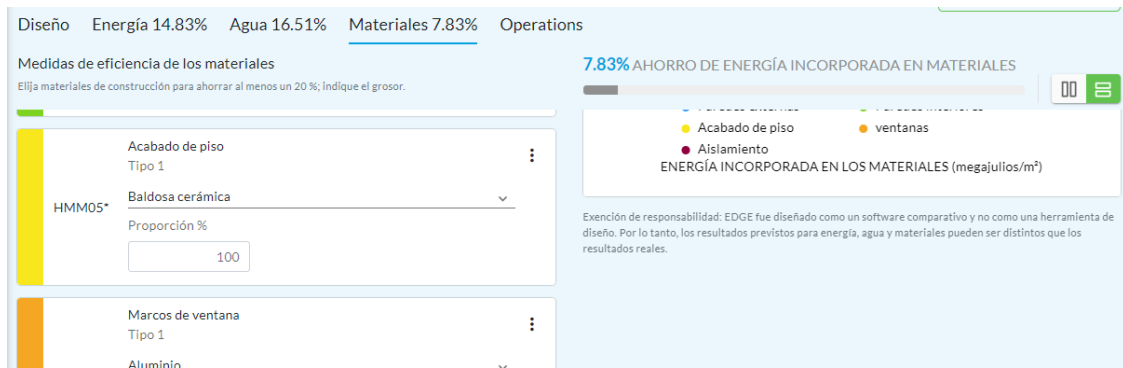 Diseño Energía 14.83% Agua 16.51% Materiales 7.83% Operations
Medidas de eficiencia de los materiales
Elija materiales de construcción para ahorrar al menos un 20 %; indique el grosor.
Acabado de piso
Tipo 1
HMM05*
Baldosa cerámica
Proporción %
100
Marcos de ventana
Tipo 1
Aluminio
7.83% AHORRO DE ENERGÍA INCORPORADA EN MATERIALES
Acabado de piso ventanas
Aislamiento
ENERGÍA INCORPORADA EN LOS MATERIALES (megajulios/m²)
Exención de responsabilidad: EDGE fue diseñado como un software comparativo y no como una herramienta de
diseño. Por lo tanto, los resultados previstos para energía, agua y materiales pueden ser distintos que los
resultados reales.